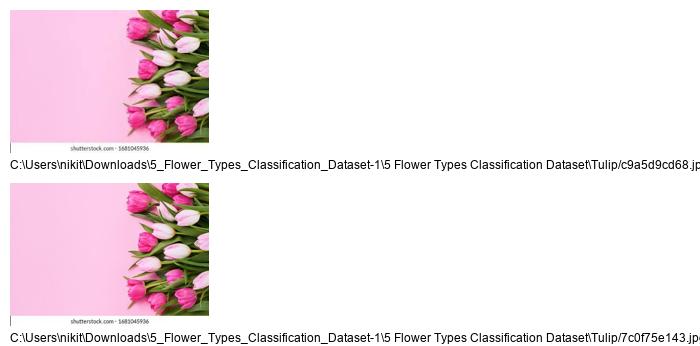 shutterstock.com · 1681045936
C:\Users\nikit\Downloads\5_Flower_Types_Classification_Dataset-1\5 Flower Types Classification Dataset\Tulip/c9a5d9cd68.jp
shutterstock.com · 1681045936
C:\Users\nikit\Downloads\5_Flower_Types_Classification_Dataset-1\5 Flower Types Classification Dataset\Tulip/7c0f75e143.jp